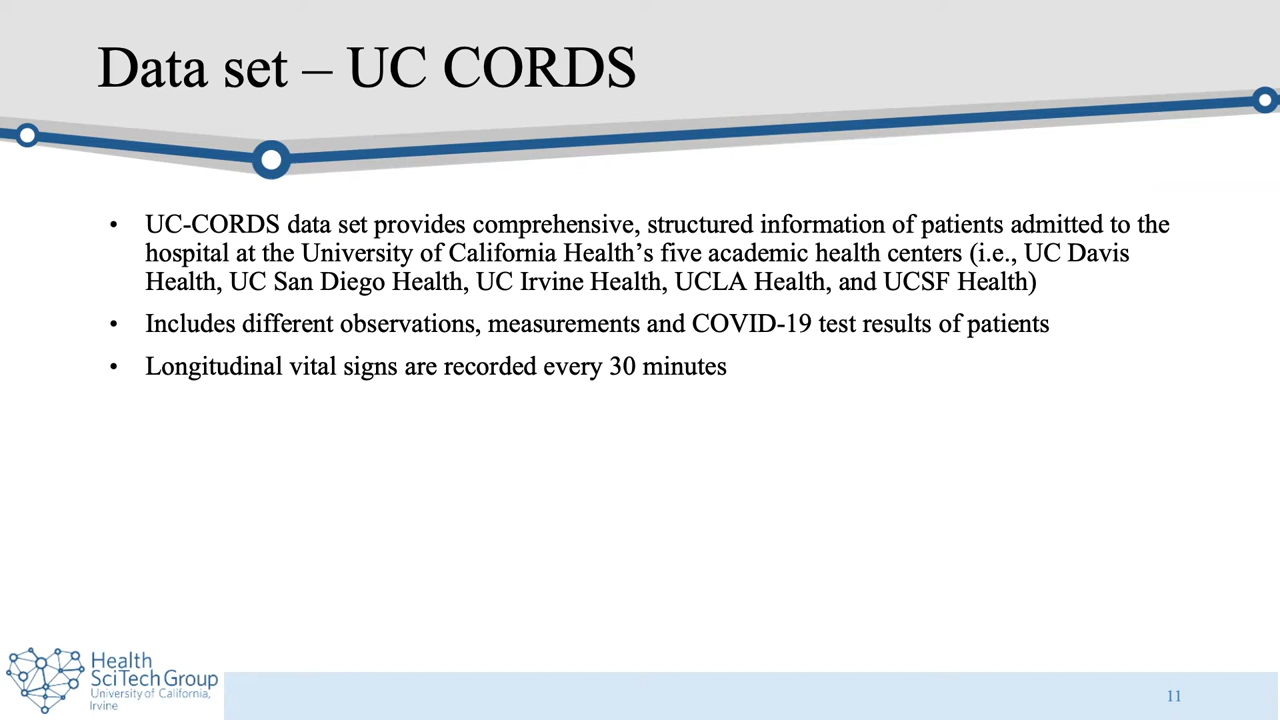 Data set – UC CORDS
• UC-CORDS data set provides comprehensive, structured information of patients admitted to the
hospital at the University of California Health’s five academic health centers (i.e., UC Davis
Health, UC San Diego Health, UC Irvine Health, UCLA Health, and UCSF Health)
• Includes different observations, measurements and COVID-19 test results of patients
• Longitudinal vital signs are recorded every 30 minutes
Health
SciTech Group
University of California,
Irvine
11